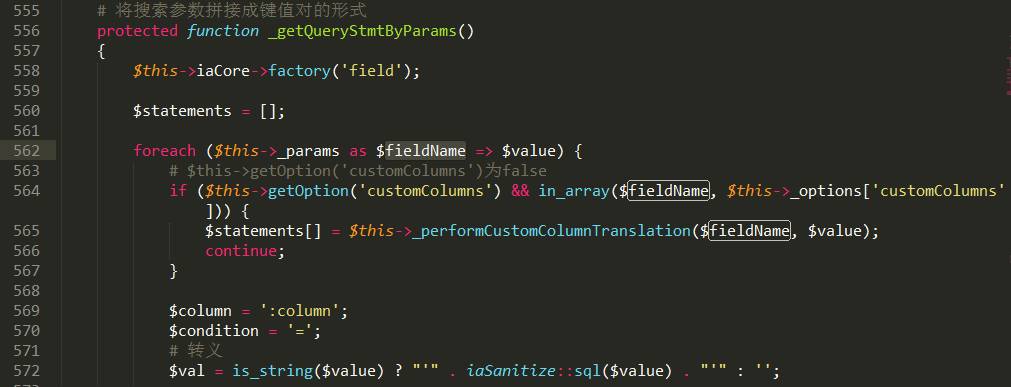 555 # 将搜索参数拼接成键值对的形式
556 protected function _getQueryStmtByParams()
557 {
558 $this->iaCore->factory('field');
559
560 $statements = [];
561
562 foreach ($this->_params as $fieldName => $value) {
563 # $this->getOption('customColumns')为false
564 if ($this->getOption('customColumns') && in_array($fieldName, $this->_options['customColumns'
])) {
565 $statements[] = $this->_performCustomColumnTranslation($fieldName, $value);
566 continue;
567 }
568
569 $column = ':column';
570 $condition = '=';
571 # 转义
572 $val = is_string($value) ? "'" . iaSanitize::sql($value) . "'" : '';
573